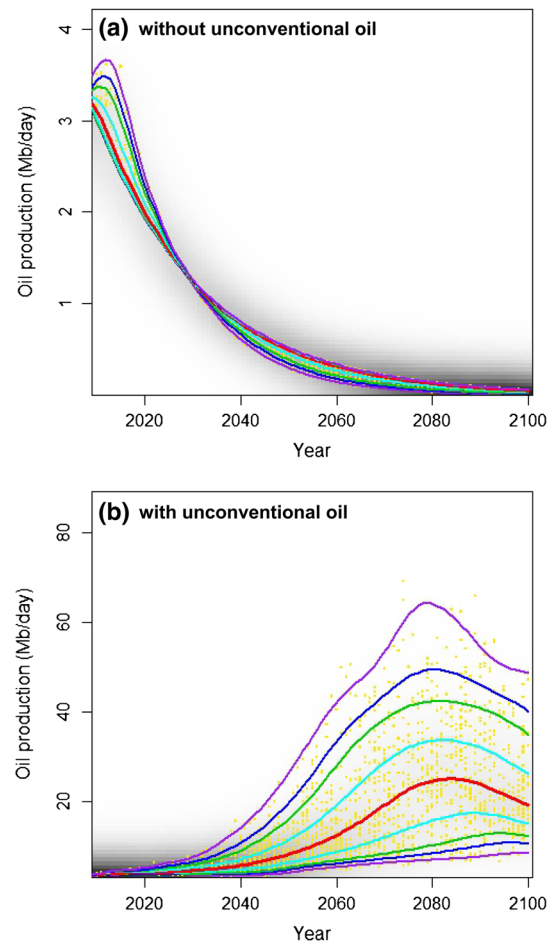 (a) without unconventional oil
4
3
2
1
Oil production (Mb/day)
2020 2040 2060 2080 2100
Year
(b) with unconventional oil
80
60
40
20
Oil production (Mb/day)
2020 2040 2060 2080 2100
Year